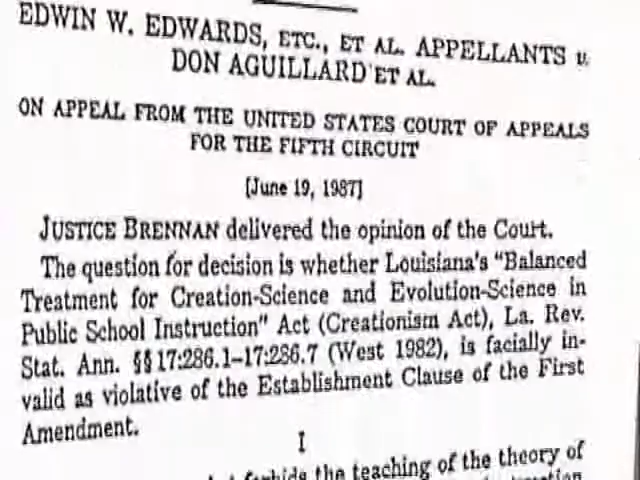 EDWIN W. EDWARDS, ETC., ET AL. APPELLANTS v.
DON AGUILLARD ET AL.
ON APPEAL FROM THE UNITED STATES COURT OF APPEALS
FOR THE FIFTH CIRCUIT
[June 19, 1987]
JUSTICE BRENNAN delivered the opinion of the Court.
The question for decision is whether Louisiana's "Balanced
Treatment for Creation-Science and Evolution-Science in
Public School Instruction" Act (Creationism Act), La. Rev.
Stat. Ann. §§17:286.1–17:286.7 (West 1982), is facially in-
valid as violative of the Establishment Clause of the First
Amendment.
I
the teaching of the theory of